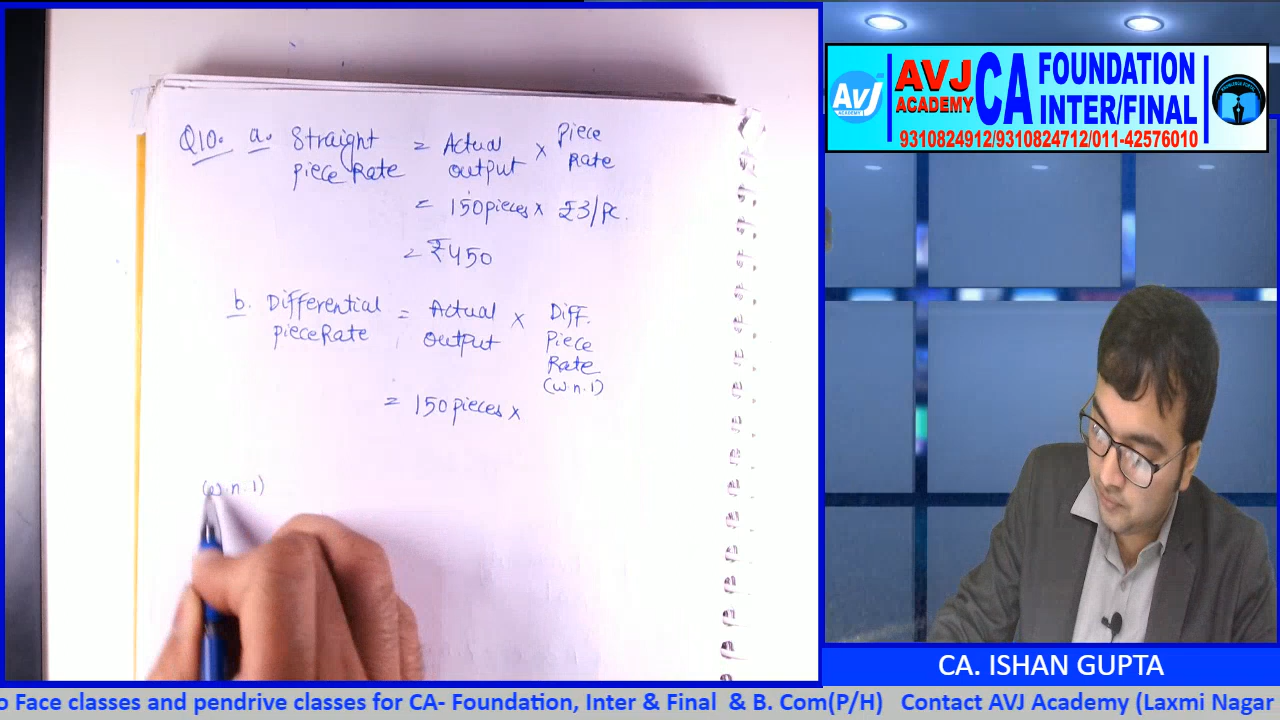 Q10. a. Straight = Actual × Piece
piece Rate output Rate
= 150 pieces × ₹3/Pc.
= ₹450
b. Differential = Actual × Diff.
piece Rate output Piece
Rate
(w.n.1)
= 150 pieces ×
(w.n.1)
AVJ ACADEMY
AVJ
ACADEMY
CA
FOUNDATION
INTER/FINAL
9310824912/9310824712/011-42576010
CA. ISHAN GUPTA
o Face classes and pendrive classes for CA- Foundation, Inter & Final & B. Com(P/H) Contact AVJ Academy (Laxmi Nagar